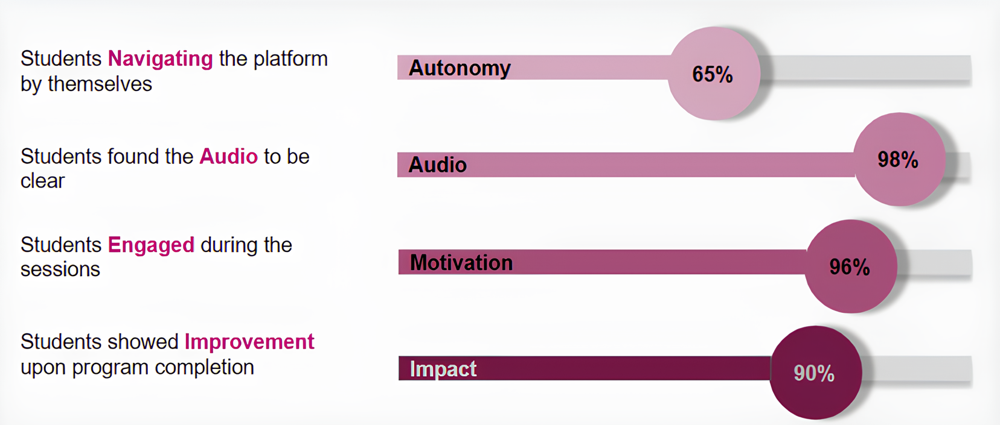 Students Navigating the platform
by themselves
Autonomy
65%
Students found the Audio to be
clear
Audio
98%
Students Engaged during the
sessions
Motivation
96%
Students showed Improvement
upon program completion
Impact
90%